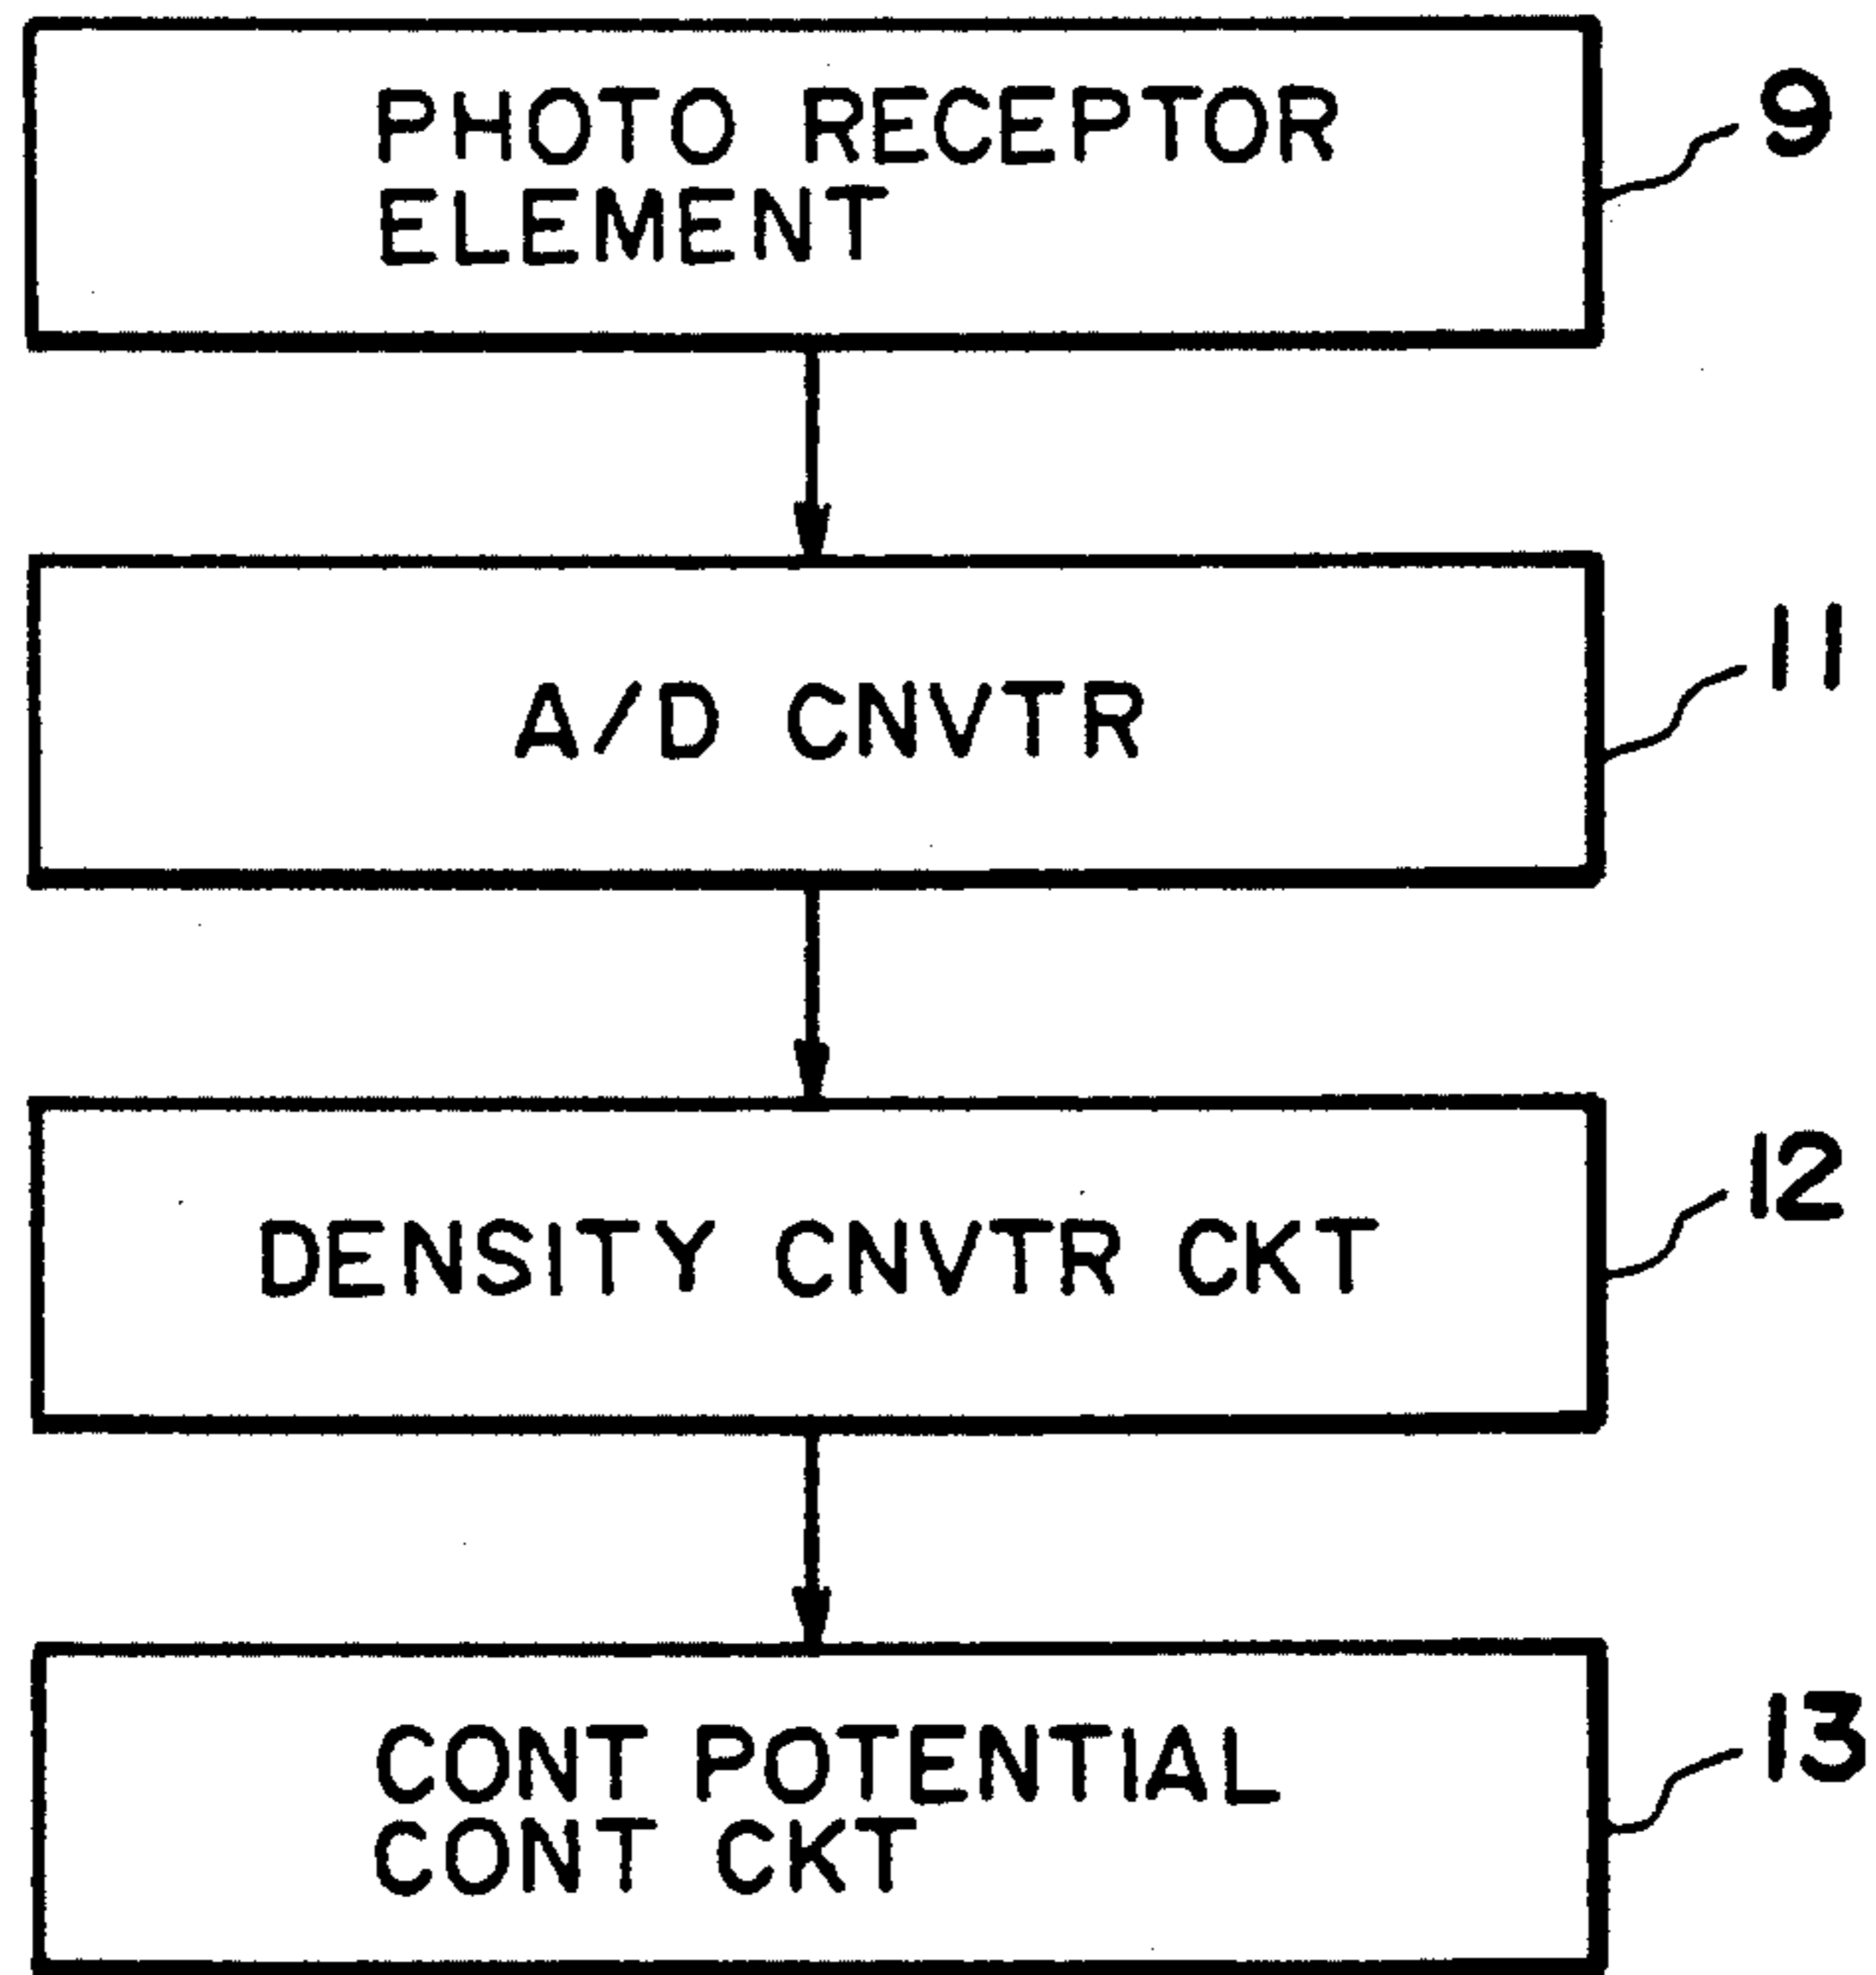 PHOTO RECEPTOR
ELEMENT
9
A/D CNVTR
11
DENSITY CNVTR CKT
12
CONT POTENTIAL
CONT CKT
13